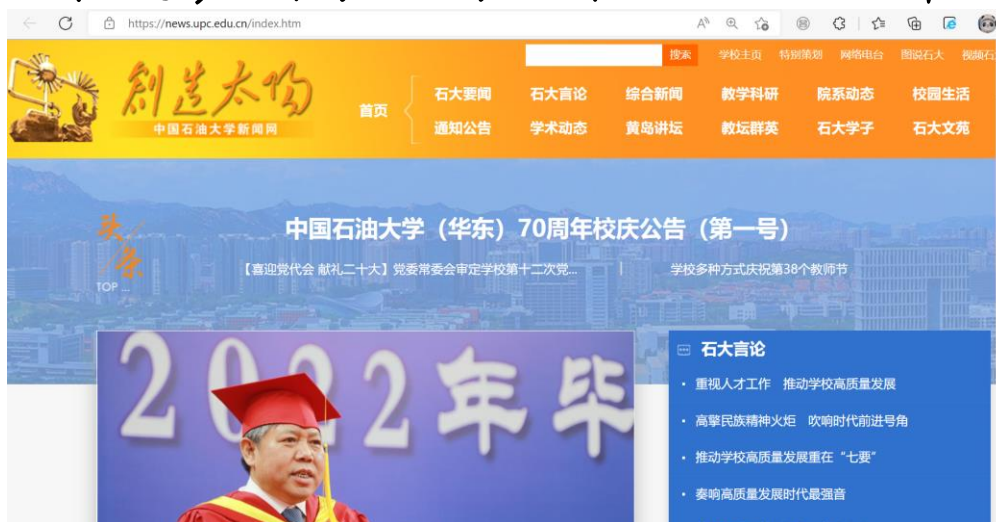 https://news.upc.edu.cn/index.htm
搜索 学校主页 特别策划 网络电台 图说石大 视频石
創造太陽
中国石油大学新闻网
首页
石大要闻 石大言论 综合新闻 教学科研 院系动态 校园生活
通知公告 学术动态 黄岛讲坛 教坛群英 石大学子 石大文苑
头条
TOP ...
中国石油大学（华东）70周年校庆公告（第一号）
【喜迎党代会 献礼二十大】党委常委会审定学校第十二次党... | 学校多种方式庆祝第38个教师节
2022年毕
石大言论
· 重视人才工作 推动学校高质量发展
· 高擎民族精神火炬 吹响时代前进号角
· 推动学校高质量发展重在“七要”
· 奏响高质量发展时代最强音